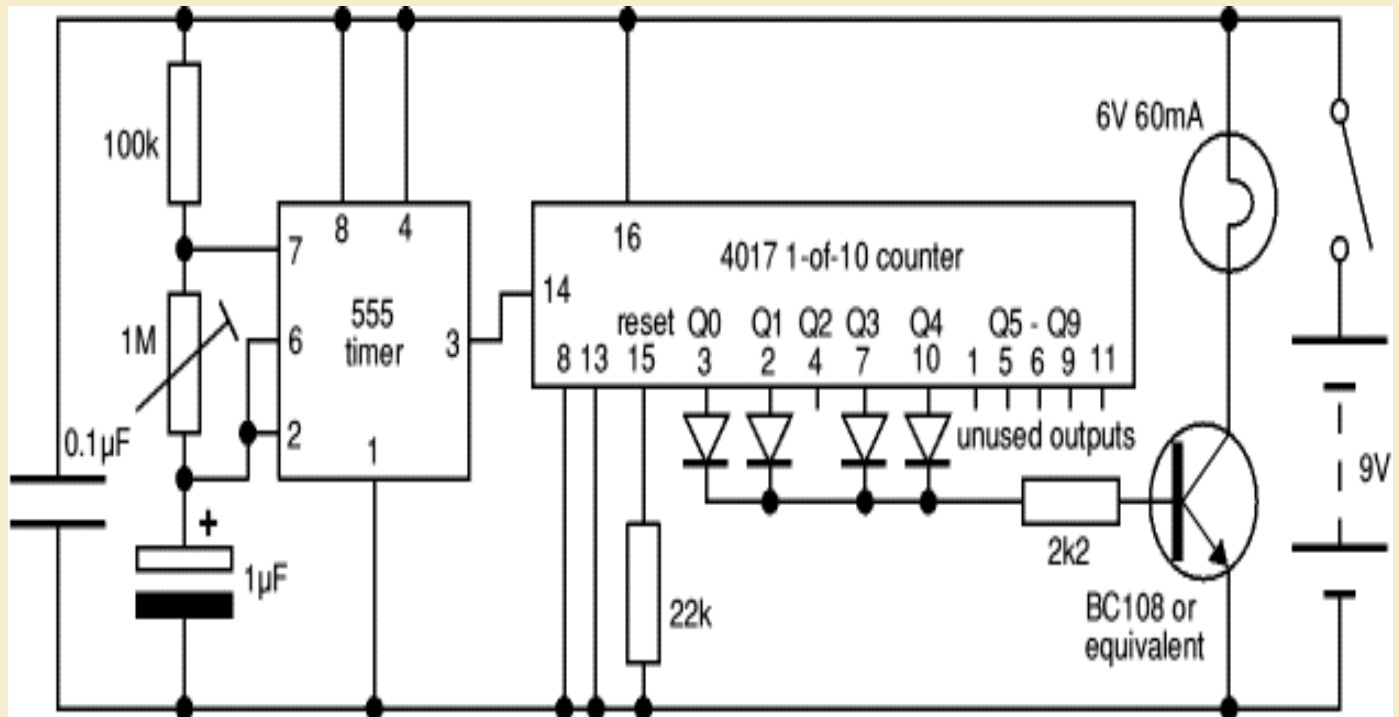 100k
1M
0.1µF
+
1µF
8 4
7
6
2
3
1
555
timer
16
14
4017 1-of-10 counter
reset Q0 Q1 Q2 Q3 Q4 Q5 - Q9
8 13 15 3 2 4 7 10 1 5 6 9 11
unused outputs
22k
2k2
6V 60mA
BC108 or
equivalent
9V